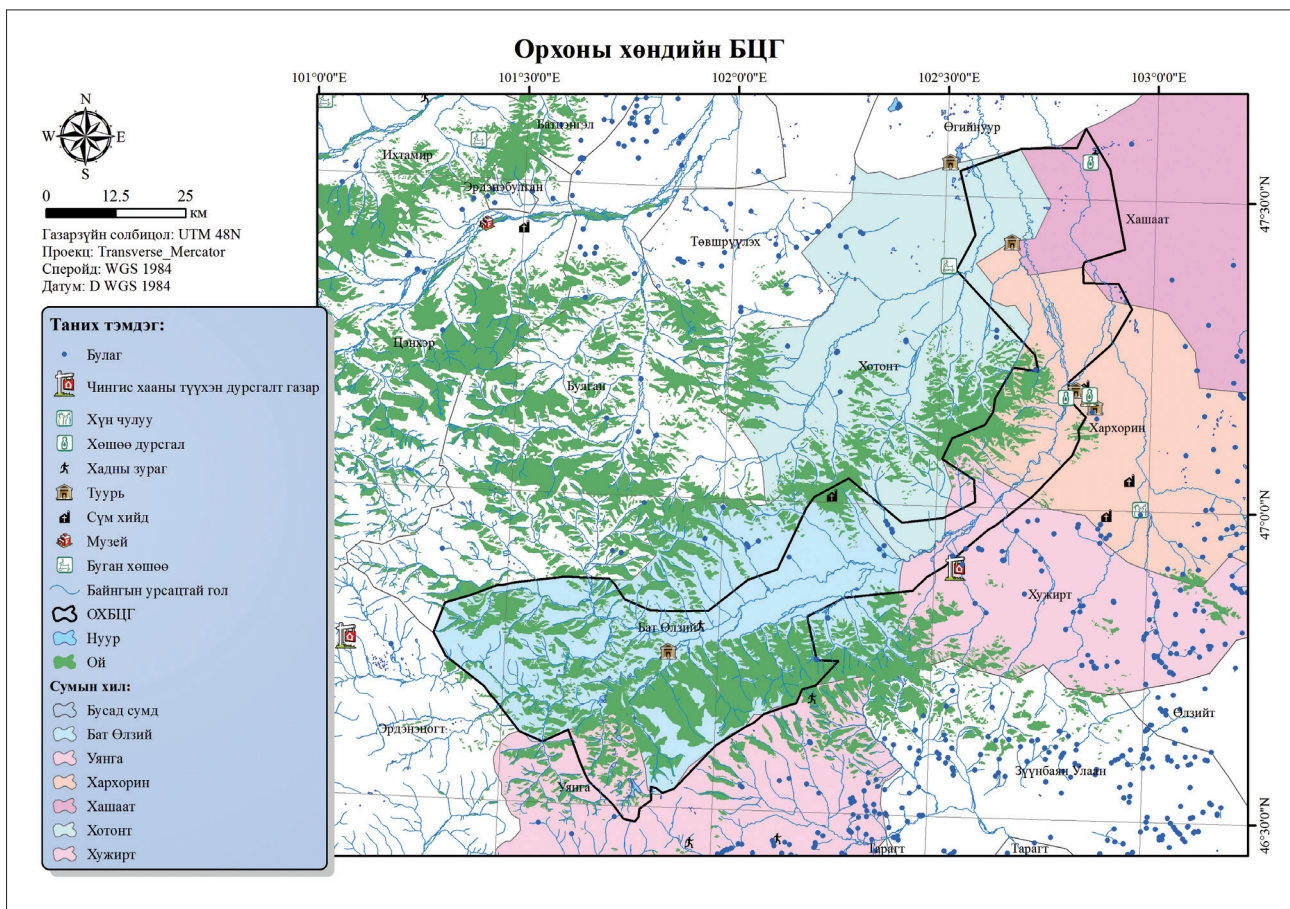 Орхоны хөндийн БЦГ
101°0'0"E
101°30'0"E
102°0'0"E
102°30'0"E
103°0'0"E
N
W
E
S
0
12.5
25
км
Газарзүйн солбицол: UTM 48N
Проекц: Transverse_Mercator
Сперойд: WGS 1984
Датум: D WGS 1984
Таних тэмдэг:
Булаг
Чингис хааны түүхэн дурсгалт газар
Хүн чулуу
Хөшөө дурсгал
Хадны зураг
Туурь
Сүм хийд
Музей
Буган хөшөө
Байнгын урсацтай гол
ОХБЦГ
Нуур
Ой
Сумын хил:
Бусад сумд
Бат Өлзий
Уянга
Хархорин
Хашаат
Хотонт
Хужирт
Батцэнгэл
Өгийнуур
Ихтамир
Эрдэнэбулган
Хашаат
Төвшрүүлэх
Цэнхэр
Булган
Хотонт
Хархорин
Хужирт
Бат Өлзий
Өлзийт
Эрдэнэцогт
Зүүнбаян Улаан
Уянга
Тарагт
Тарагт
47°30'0"N
47°0'0"N
46°30'0"N